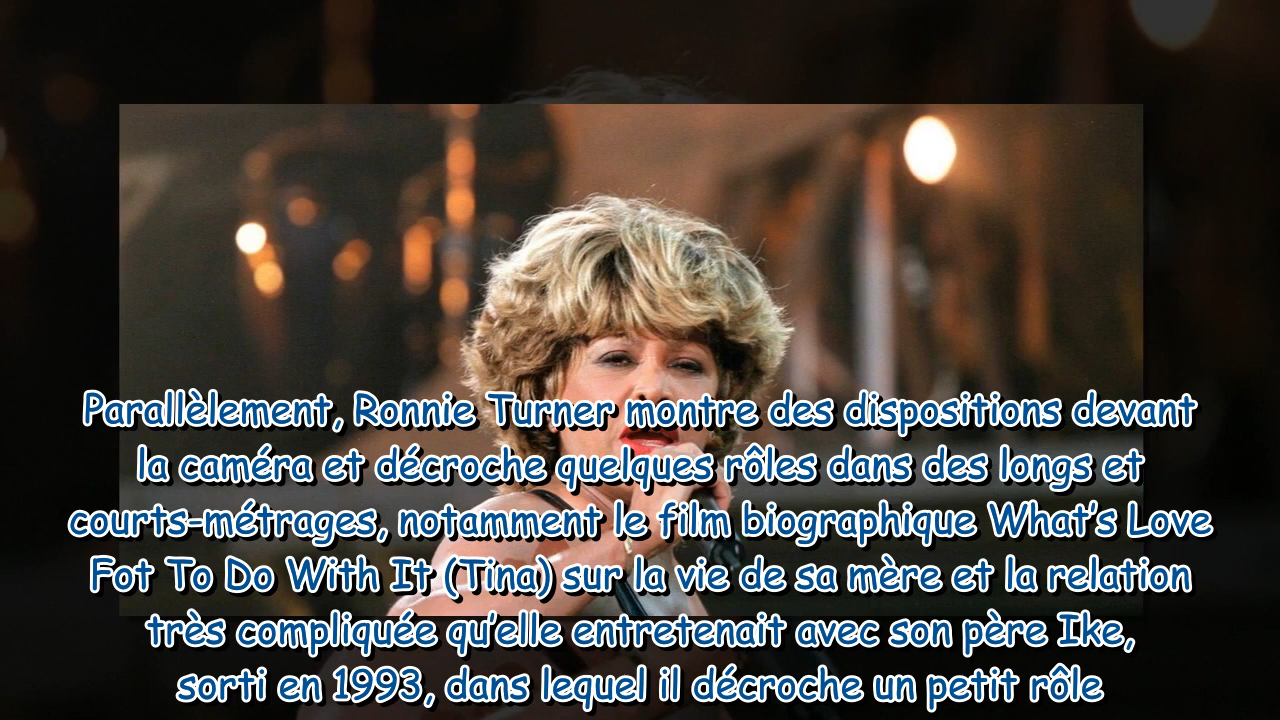 Parallèlement, Ronnie Turner montre des dispositions devant
la caméra et décroche quelques rôles dans des longs et
courts-métrages, notamment le film biographique What's Love
Fot To Do With It (Tina) sur la vie de sa mère et la relation
très compliquée qu'elle entretenait avec son père Ike,
sorti en 1993, dans lequel il décroche un petit rôle